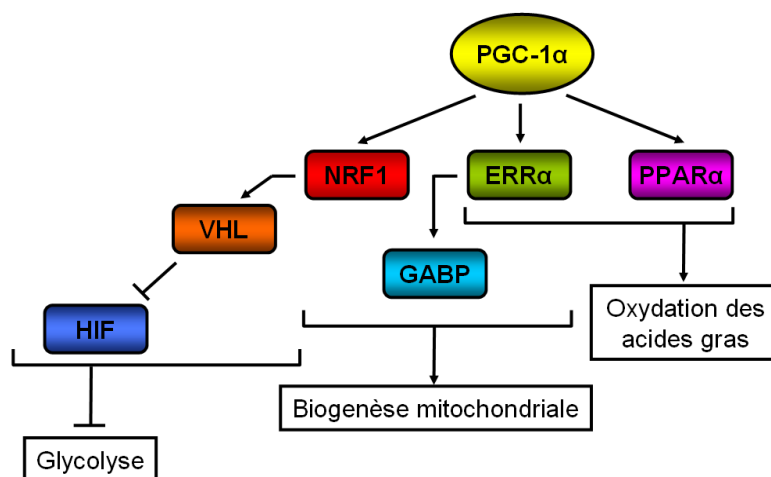 PGC-1α
NRF1
ERRα
PPARα
VHL
GABP
HIF
Oxydation des
acides gras
Biogenèse mitochondriale
Glycolyse